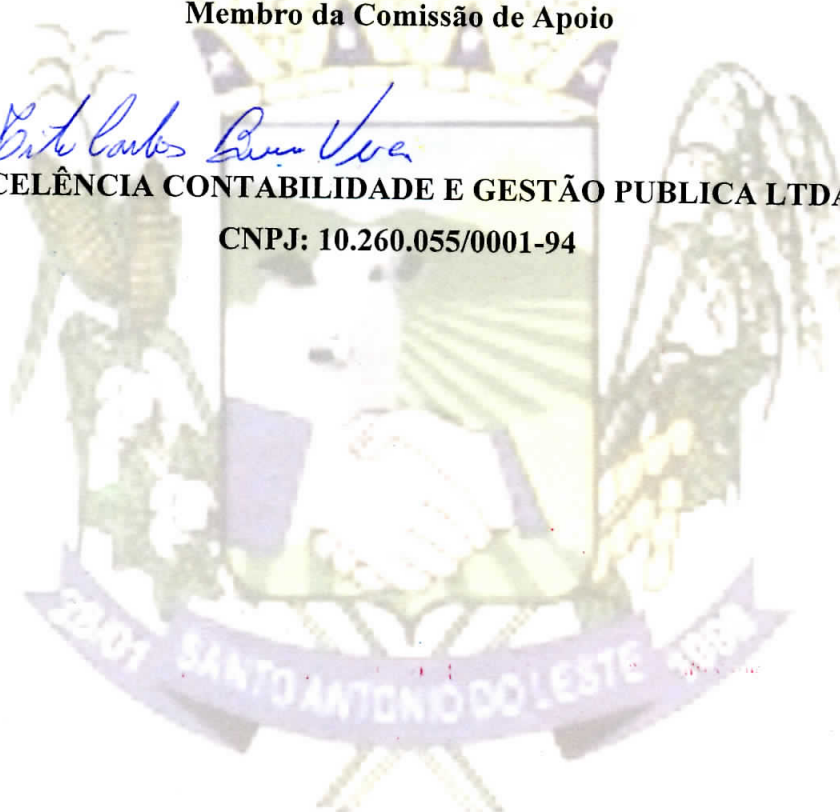 Membro da Comissão de Apoio
CELÊNCIA CONTABILIDADE E GESTÃO PUBLICA LTDA
CNPJ: 10.260.055/0001-94
SANTO ANTONIO DO LESTE